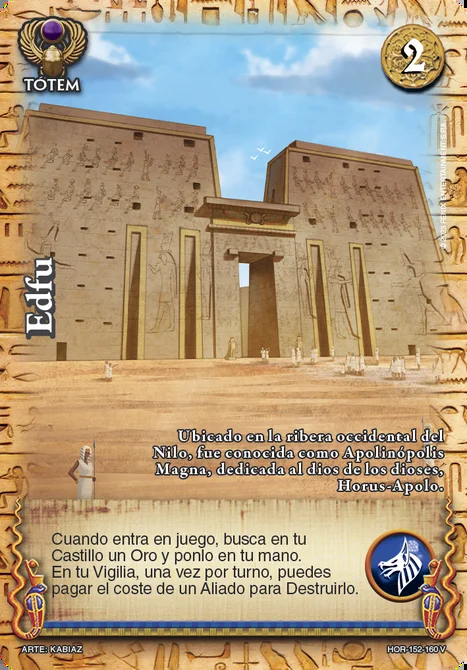 TÓTEM
2
Edfu
Ubicado en la ribera occidental del
Nilo, fue conocida como Apolinópolis
Magna, dedicada al dios de los dioses,
Horus-Apolo.
Cuando entra en juego, busca en tu
Castillo un Oro y ponlo en tu mano.
En tu Vigilia, una vez por turno, puedes
pagar el coste de un Aliado para Destruirlo.
ARTE: KABIAZ
HOR-152-160 V